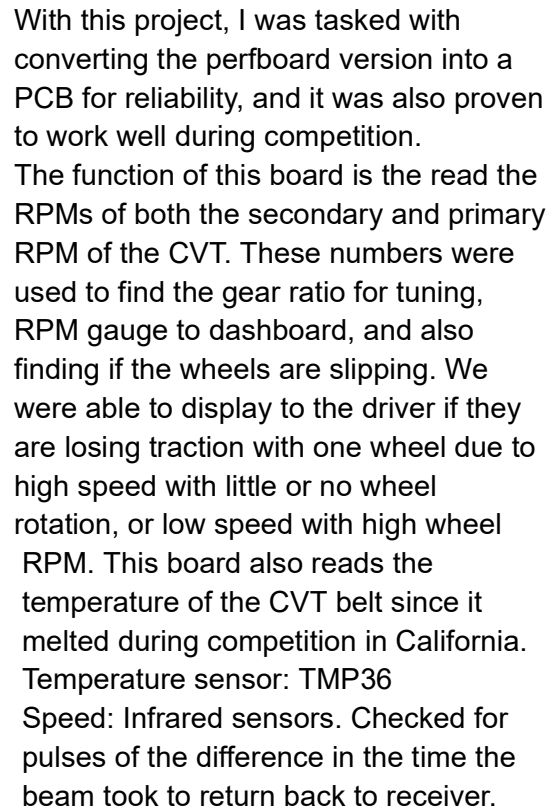 With this project, I was tasked with
converting the perfboard version into a
PCB for reliability, and it was also proven
to work well during competition.
The function of this board is the read the
RPMs of both the secondary and primary
RPM of the CVT. These numbers were
used to find the gear ratio for tuning,
RPM gauge to dashboard, and also
finding if the wheels are slipping. We
were able to display to the driver if they
are losing traction with one wheel due to
high speed with little or no wheel
rotation, or low speed with high wheel
RPM. This board also reads the
temperature of the CVT belt since it
melted during competition in California.
Temperature sensor: TMP36
Speed: Infrared sensors. Checked for
pulses of the difference in the time the
beam took to return back to receiver.